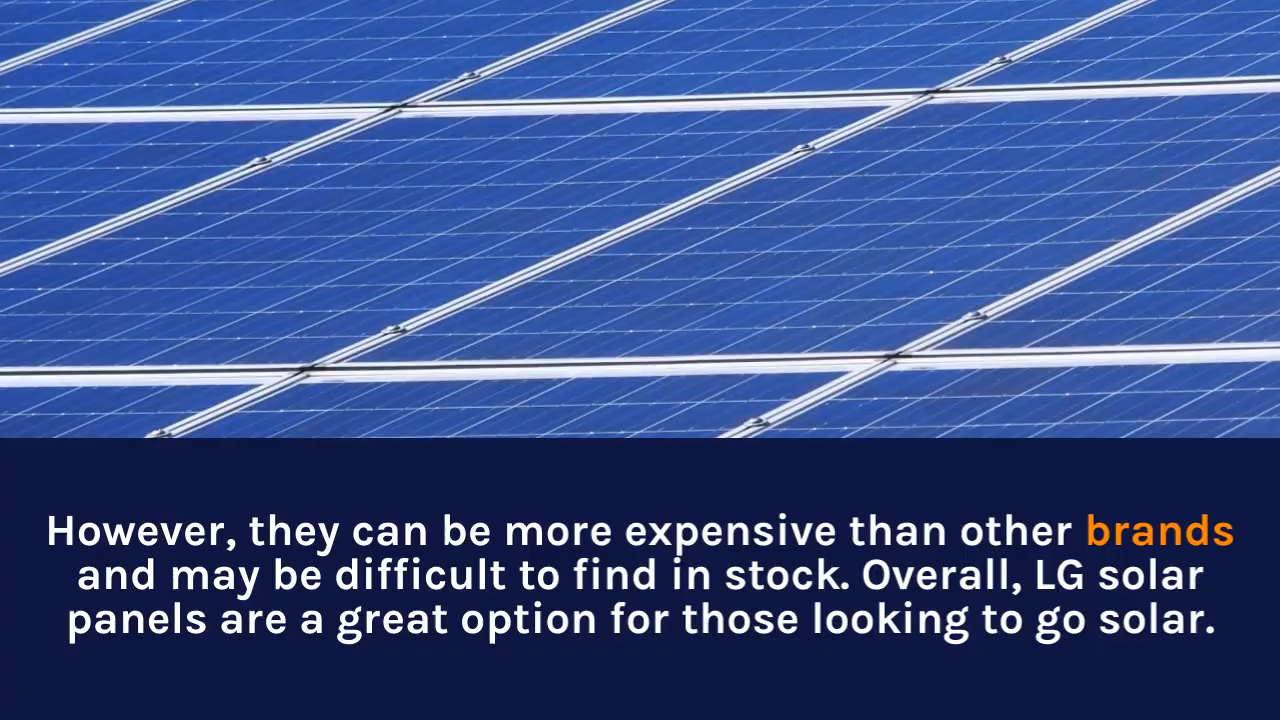 However, they can be more expensive than other brands
and may be difficult to find in stock. Overall, LG solar
panels are a great option for those looking to go solar.